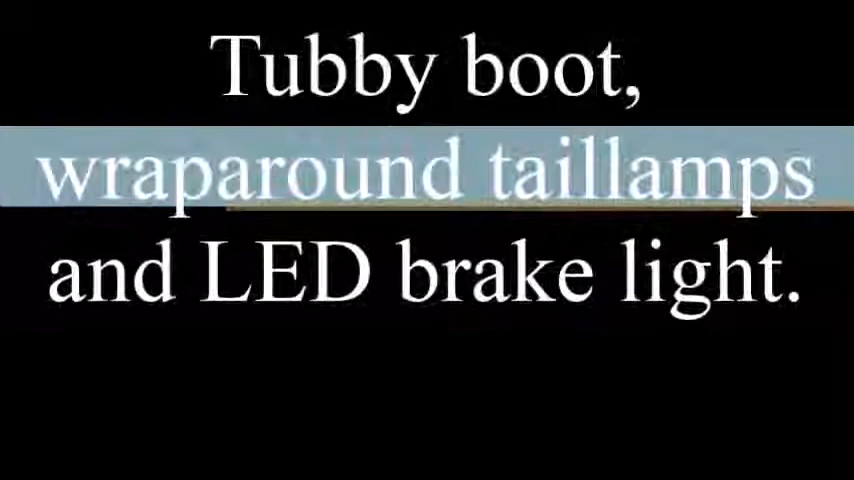 Tubby boot,
wraparound taillamps
and LED brake light.